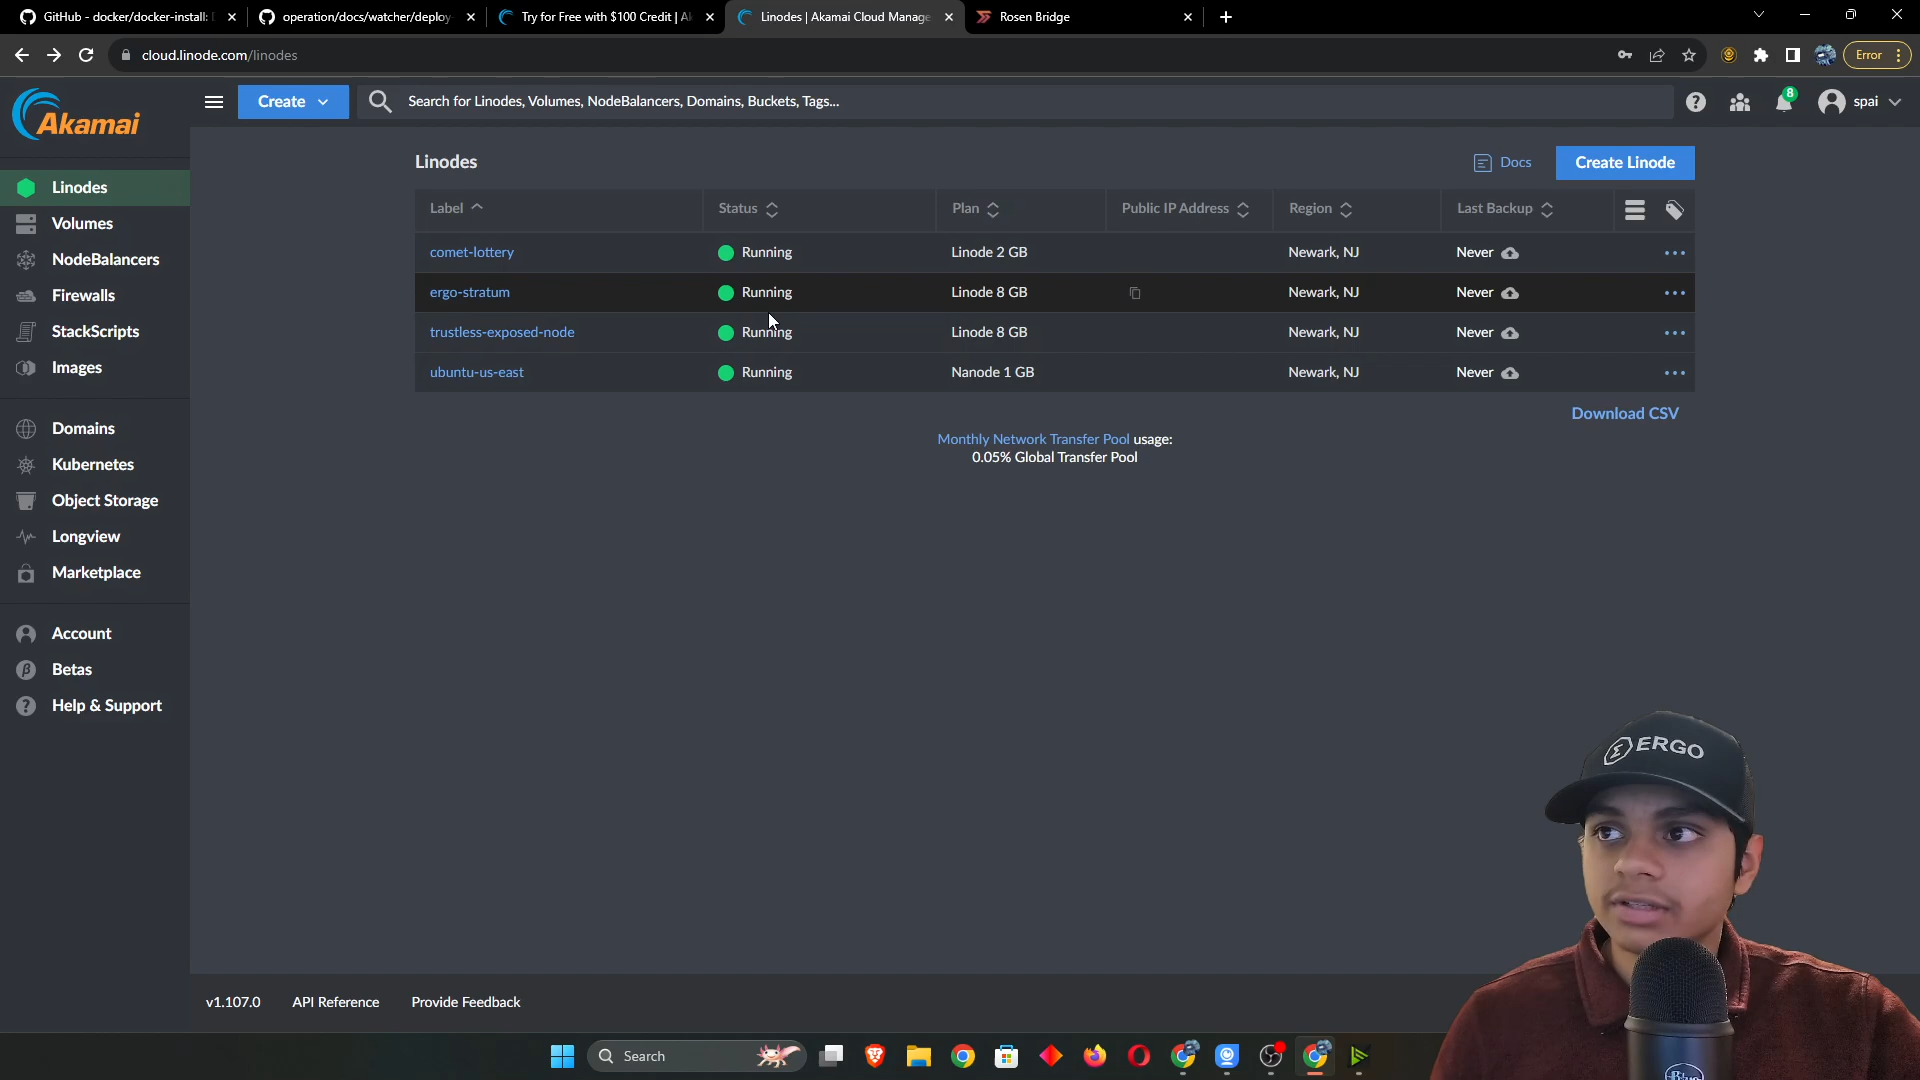 GitHub - docker/docker-install:
operation/docs/watcher/deploy-
Try for Free with $100 Credit | Ak
Linodes | Akamai Cloud Manage
Rosen Bridge
cloud.linode.com/linodes
Error
Akamai
Create
Search for Linodes, Volumes, NodeBalancers, Domains, Buckets, Tags...
8
spai
Linodes
Volumes
NodeBalancers
Firewalls
StackScripts
Images
Domains
Kubernetes
Object Storage
Longview
Marketplace
Account
Betas
Help & Support
Linodes
Docs
Create Linode
Label Status Plan Public IP Address Region Last Backup
comet-lottery Running Linode 2 GB Newark, NJ Never
ergo-stratum Running Linode 8 GB Newark, NJ Never
trustless-exposed-node Running Linode 8 GB Newark, NJ Never
ubuntu-us-east Running Nanode 1 GB Newark, NJ Never
Download CSV
Monthly Network Transfer Pool usage:
0.05% Global Transfer Pool
ERGO
v1.107.0 API Reference Provide Feedback
Search
Blue